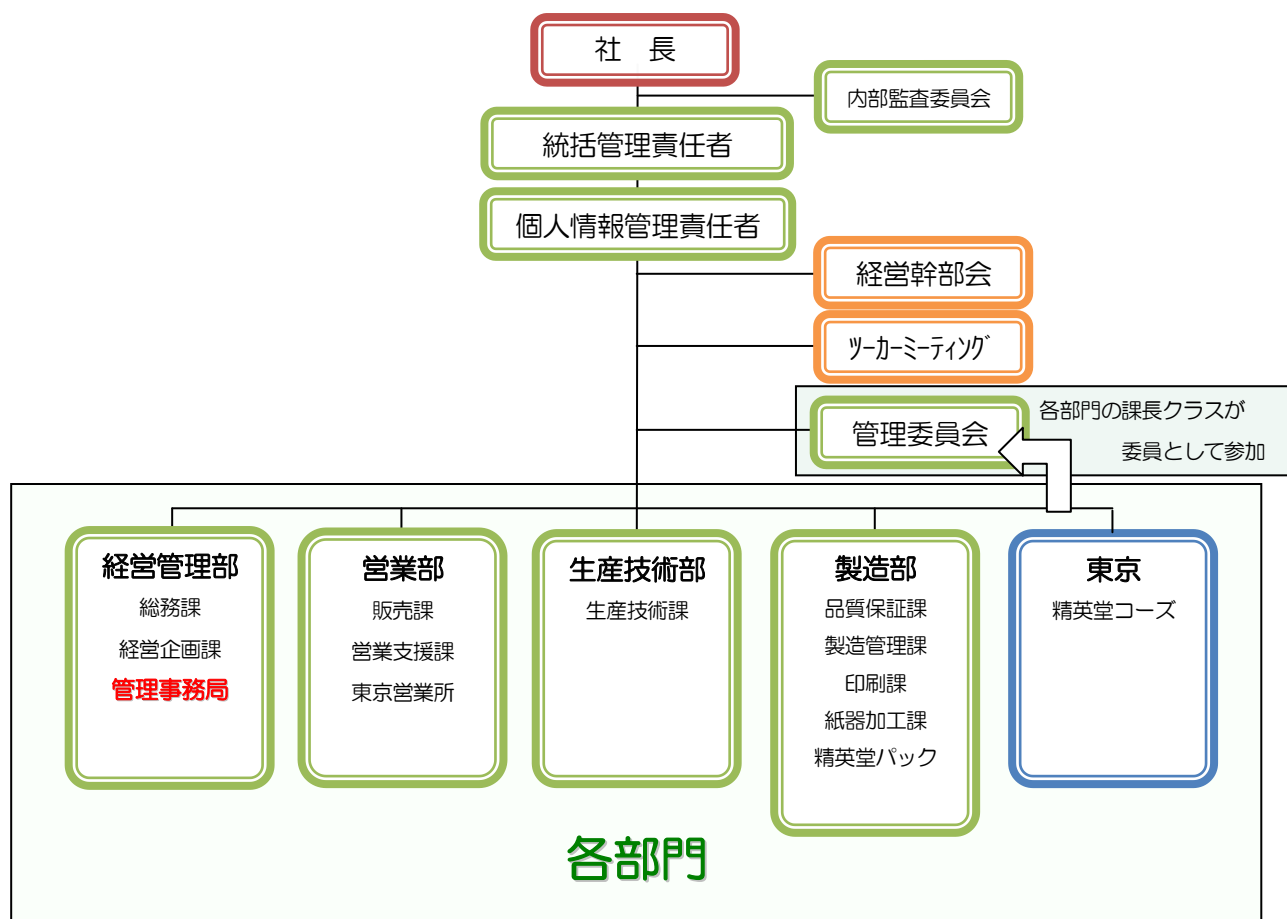 社　長
内部監査委員会
統括管理責任者
個人情報管理責任者
経営幹部会
ﾂｰｶｰﾐｰﾃｨﾝｸﾞ
管理委員会
各部門の課長クラスが
委員として参加
経営管理部
総務課
経営企画課
管理事務局
営業部
販売課
営業支援課
東京営業所
生産技術部
生産技術課
製造部
品質保証課
製造管理課
印刷課
紙器加工課
精英堂パック
東京
精英堂コーズ
各部門